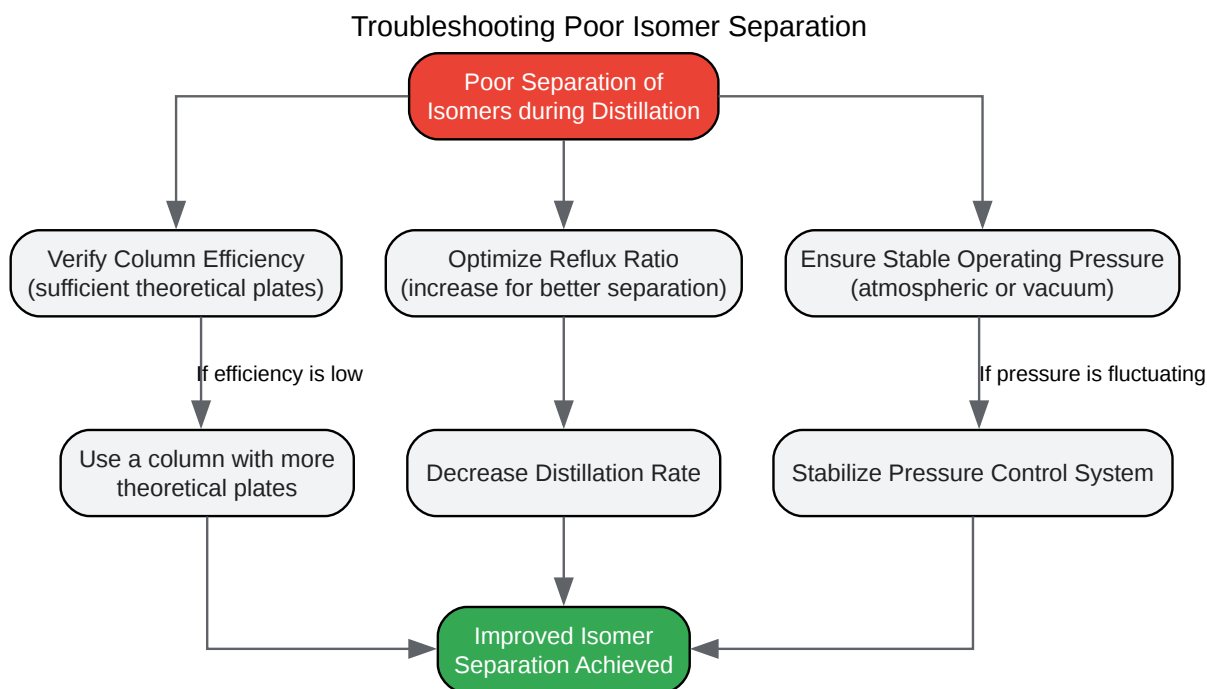 Troubleshooting Poor Isomer Separation
Poor Separation of
Isomers during Distillation
Verify Column Efficiency
(sufficient theoretical plates)
Optimize Reflux Ratio
(increase for better separation)
Ensure Stable Operating Pressure
(atmospheric or vacuum)
If efficiency is low
If pressure is fluctuating
Use a column with more
theoretical plates
Decrease Distillation Rate
Stabilize Pressure Control System
Improved Isomer
Separation Achieved